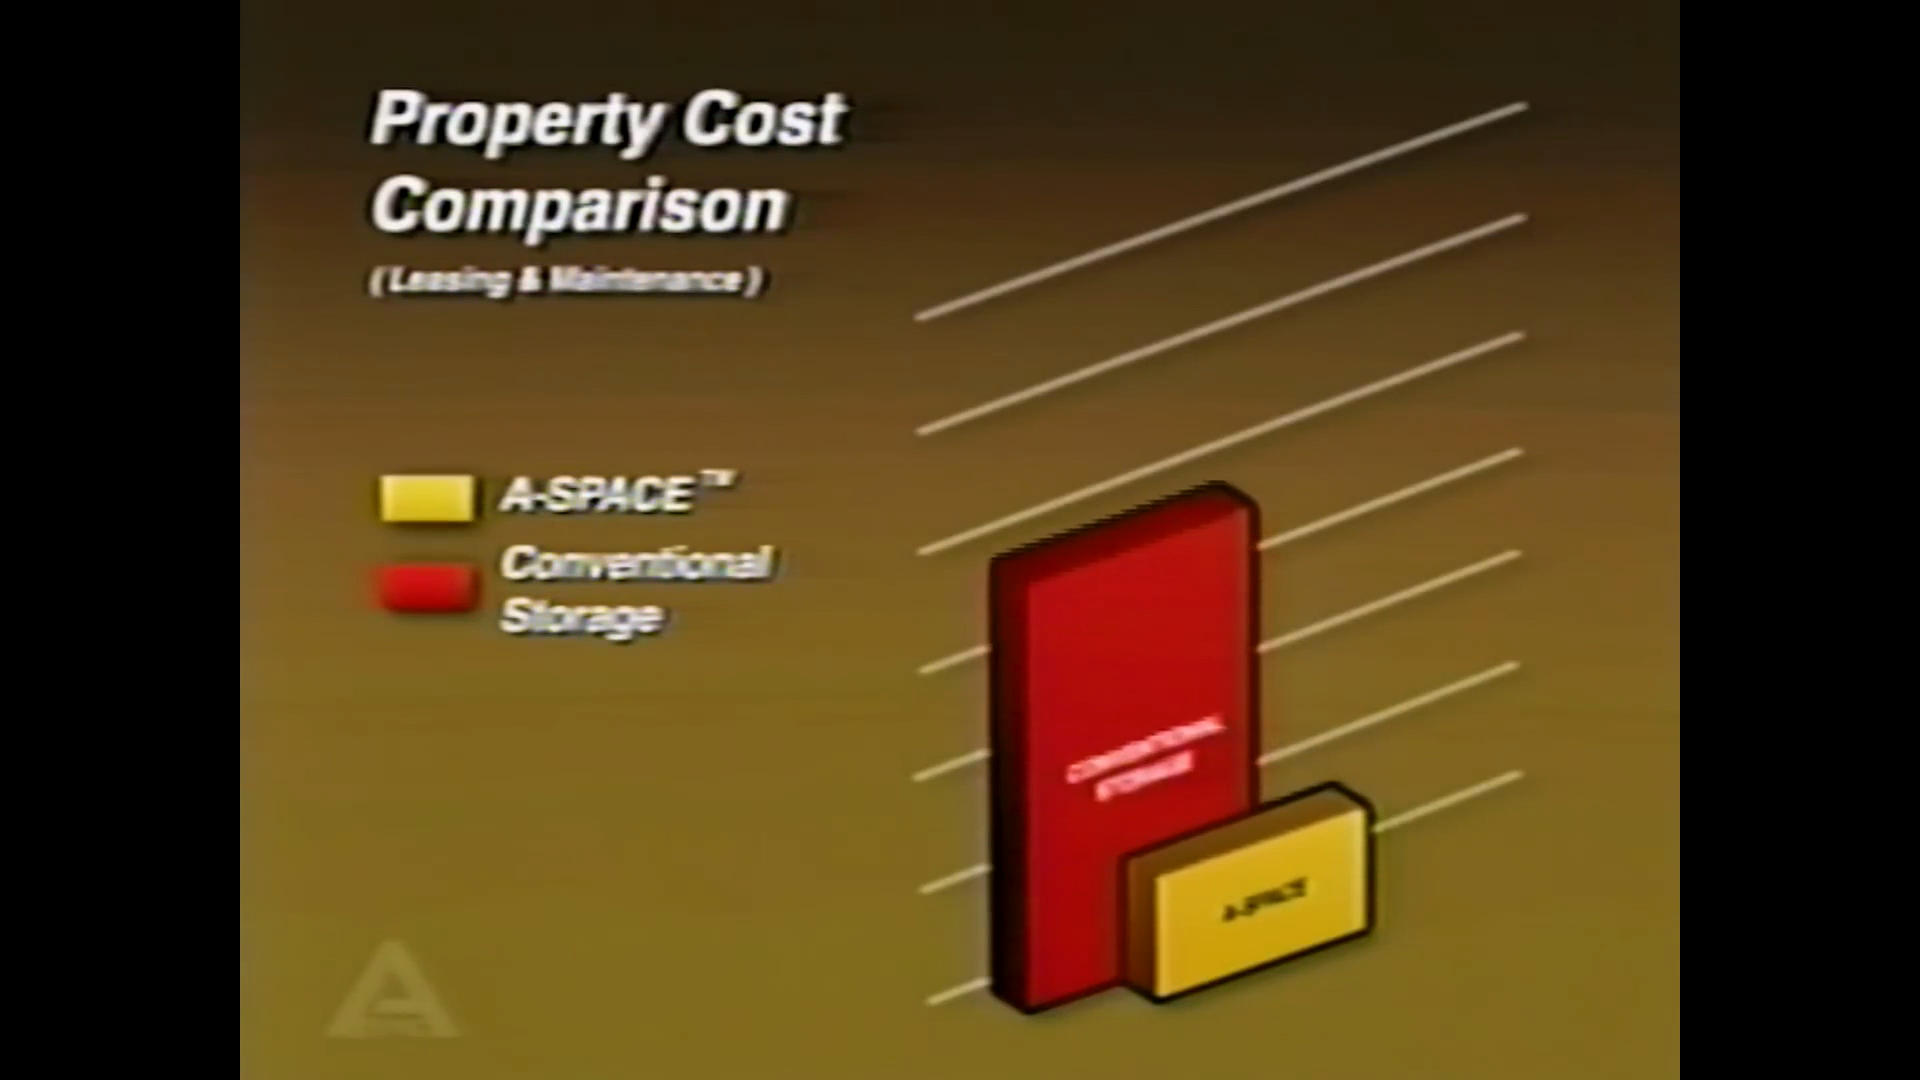 Property Cost
Comparison
(Leasing & Maintenance)
A-SPACE™
Conventional
Storage
CONVENTIONAL
STORAGE
A-SPACE